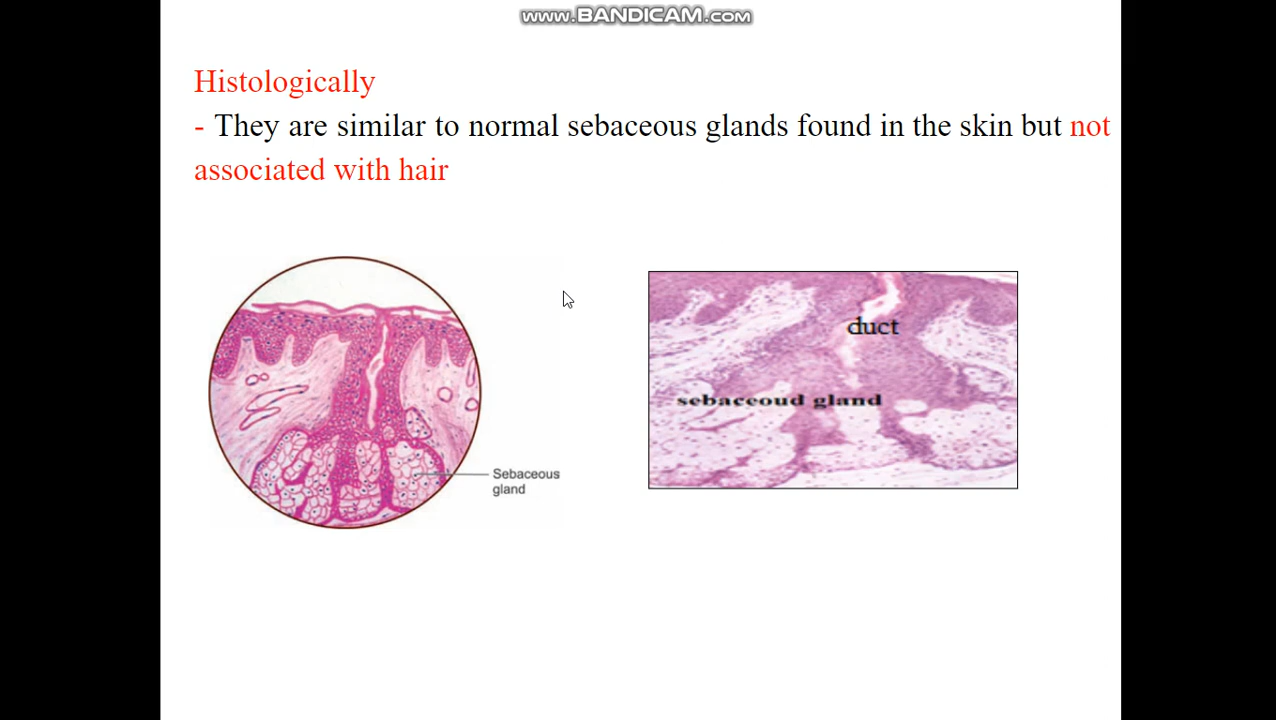 www.BANDICAM.com
Histologically
- They are similar to normal sebaceous glands found in the skin but not
associated with hair
duct
sebaceoud gland
Sebaceous
gland